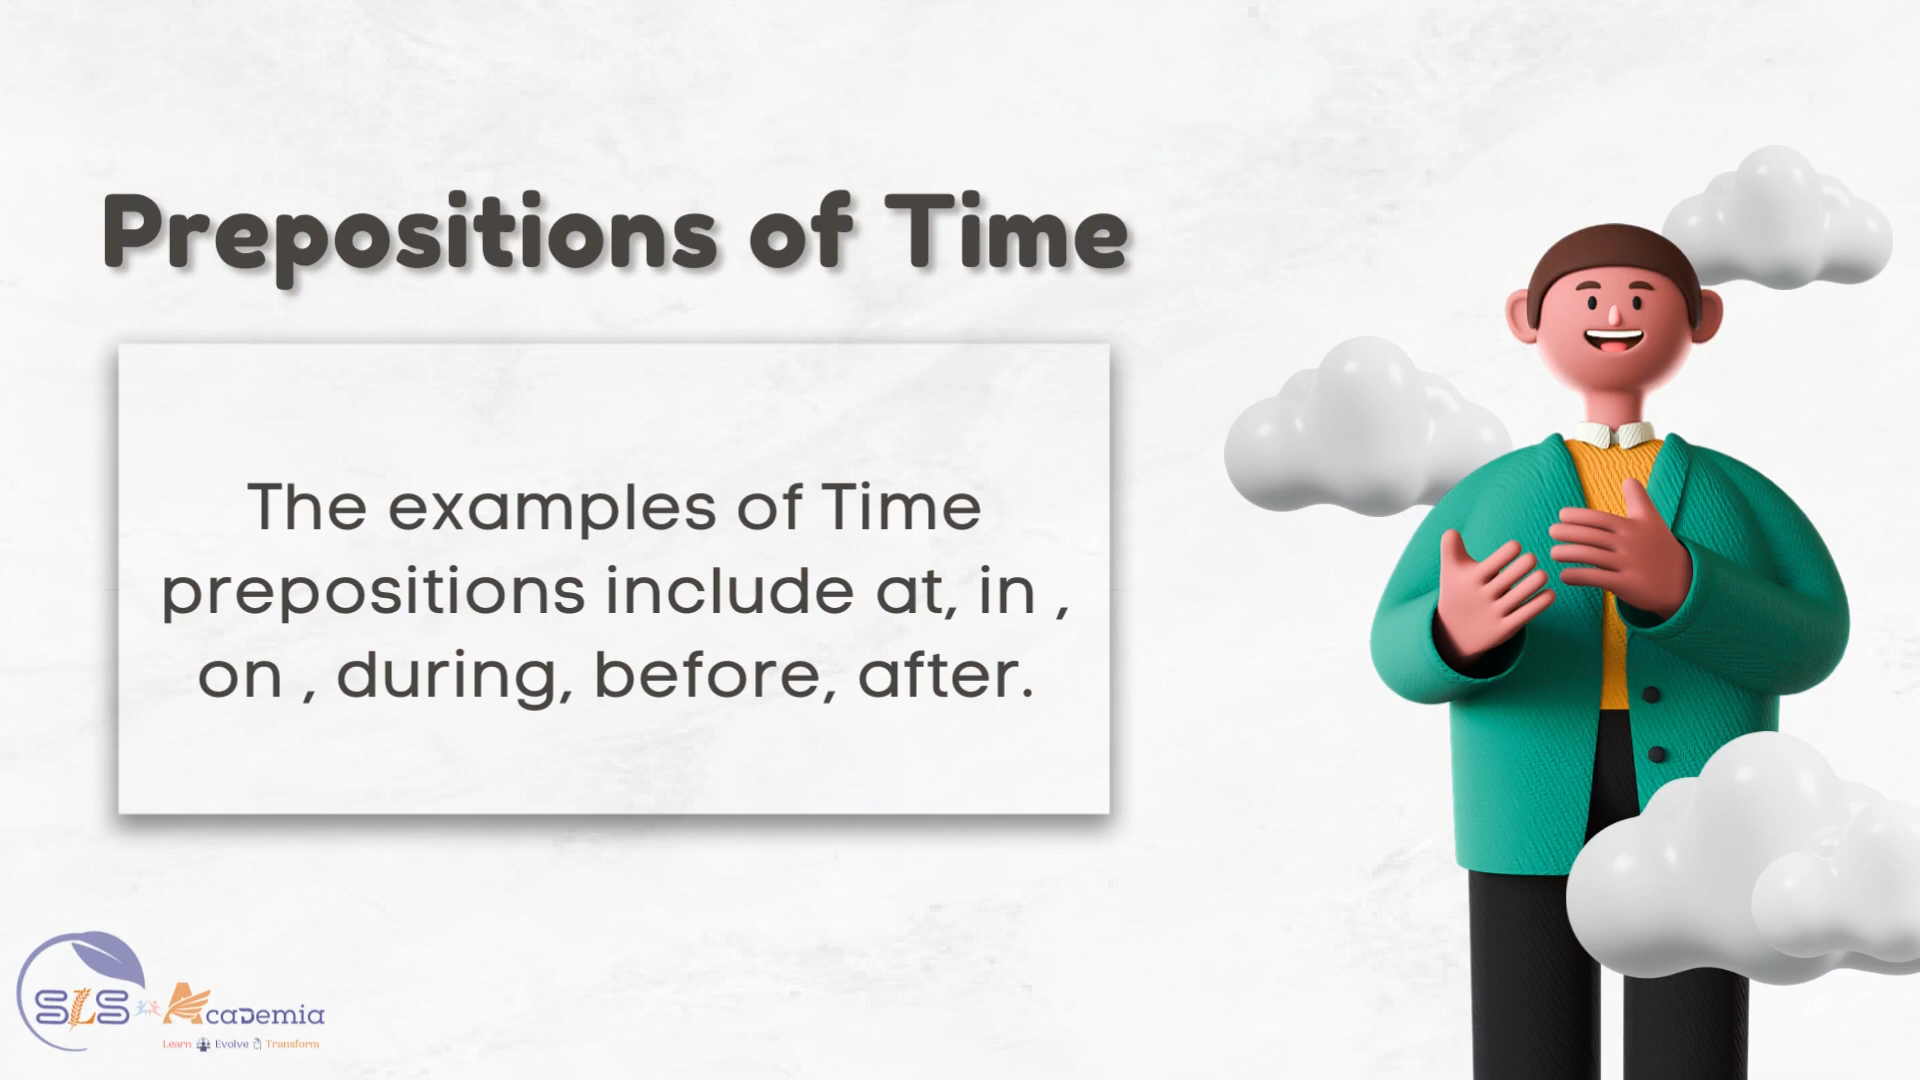 Prepositions of Time
The examples of Time
prepositions include at, in ,
on , during, before, after.
SLS AcaDemia
Learn Evolve Transform